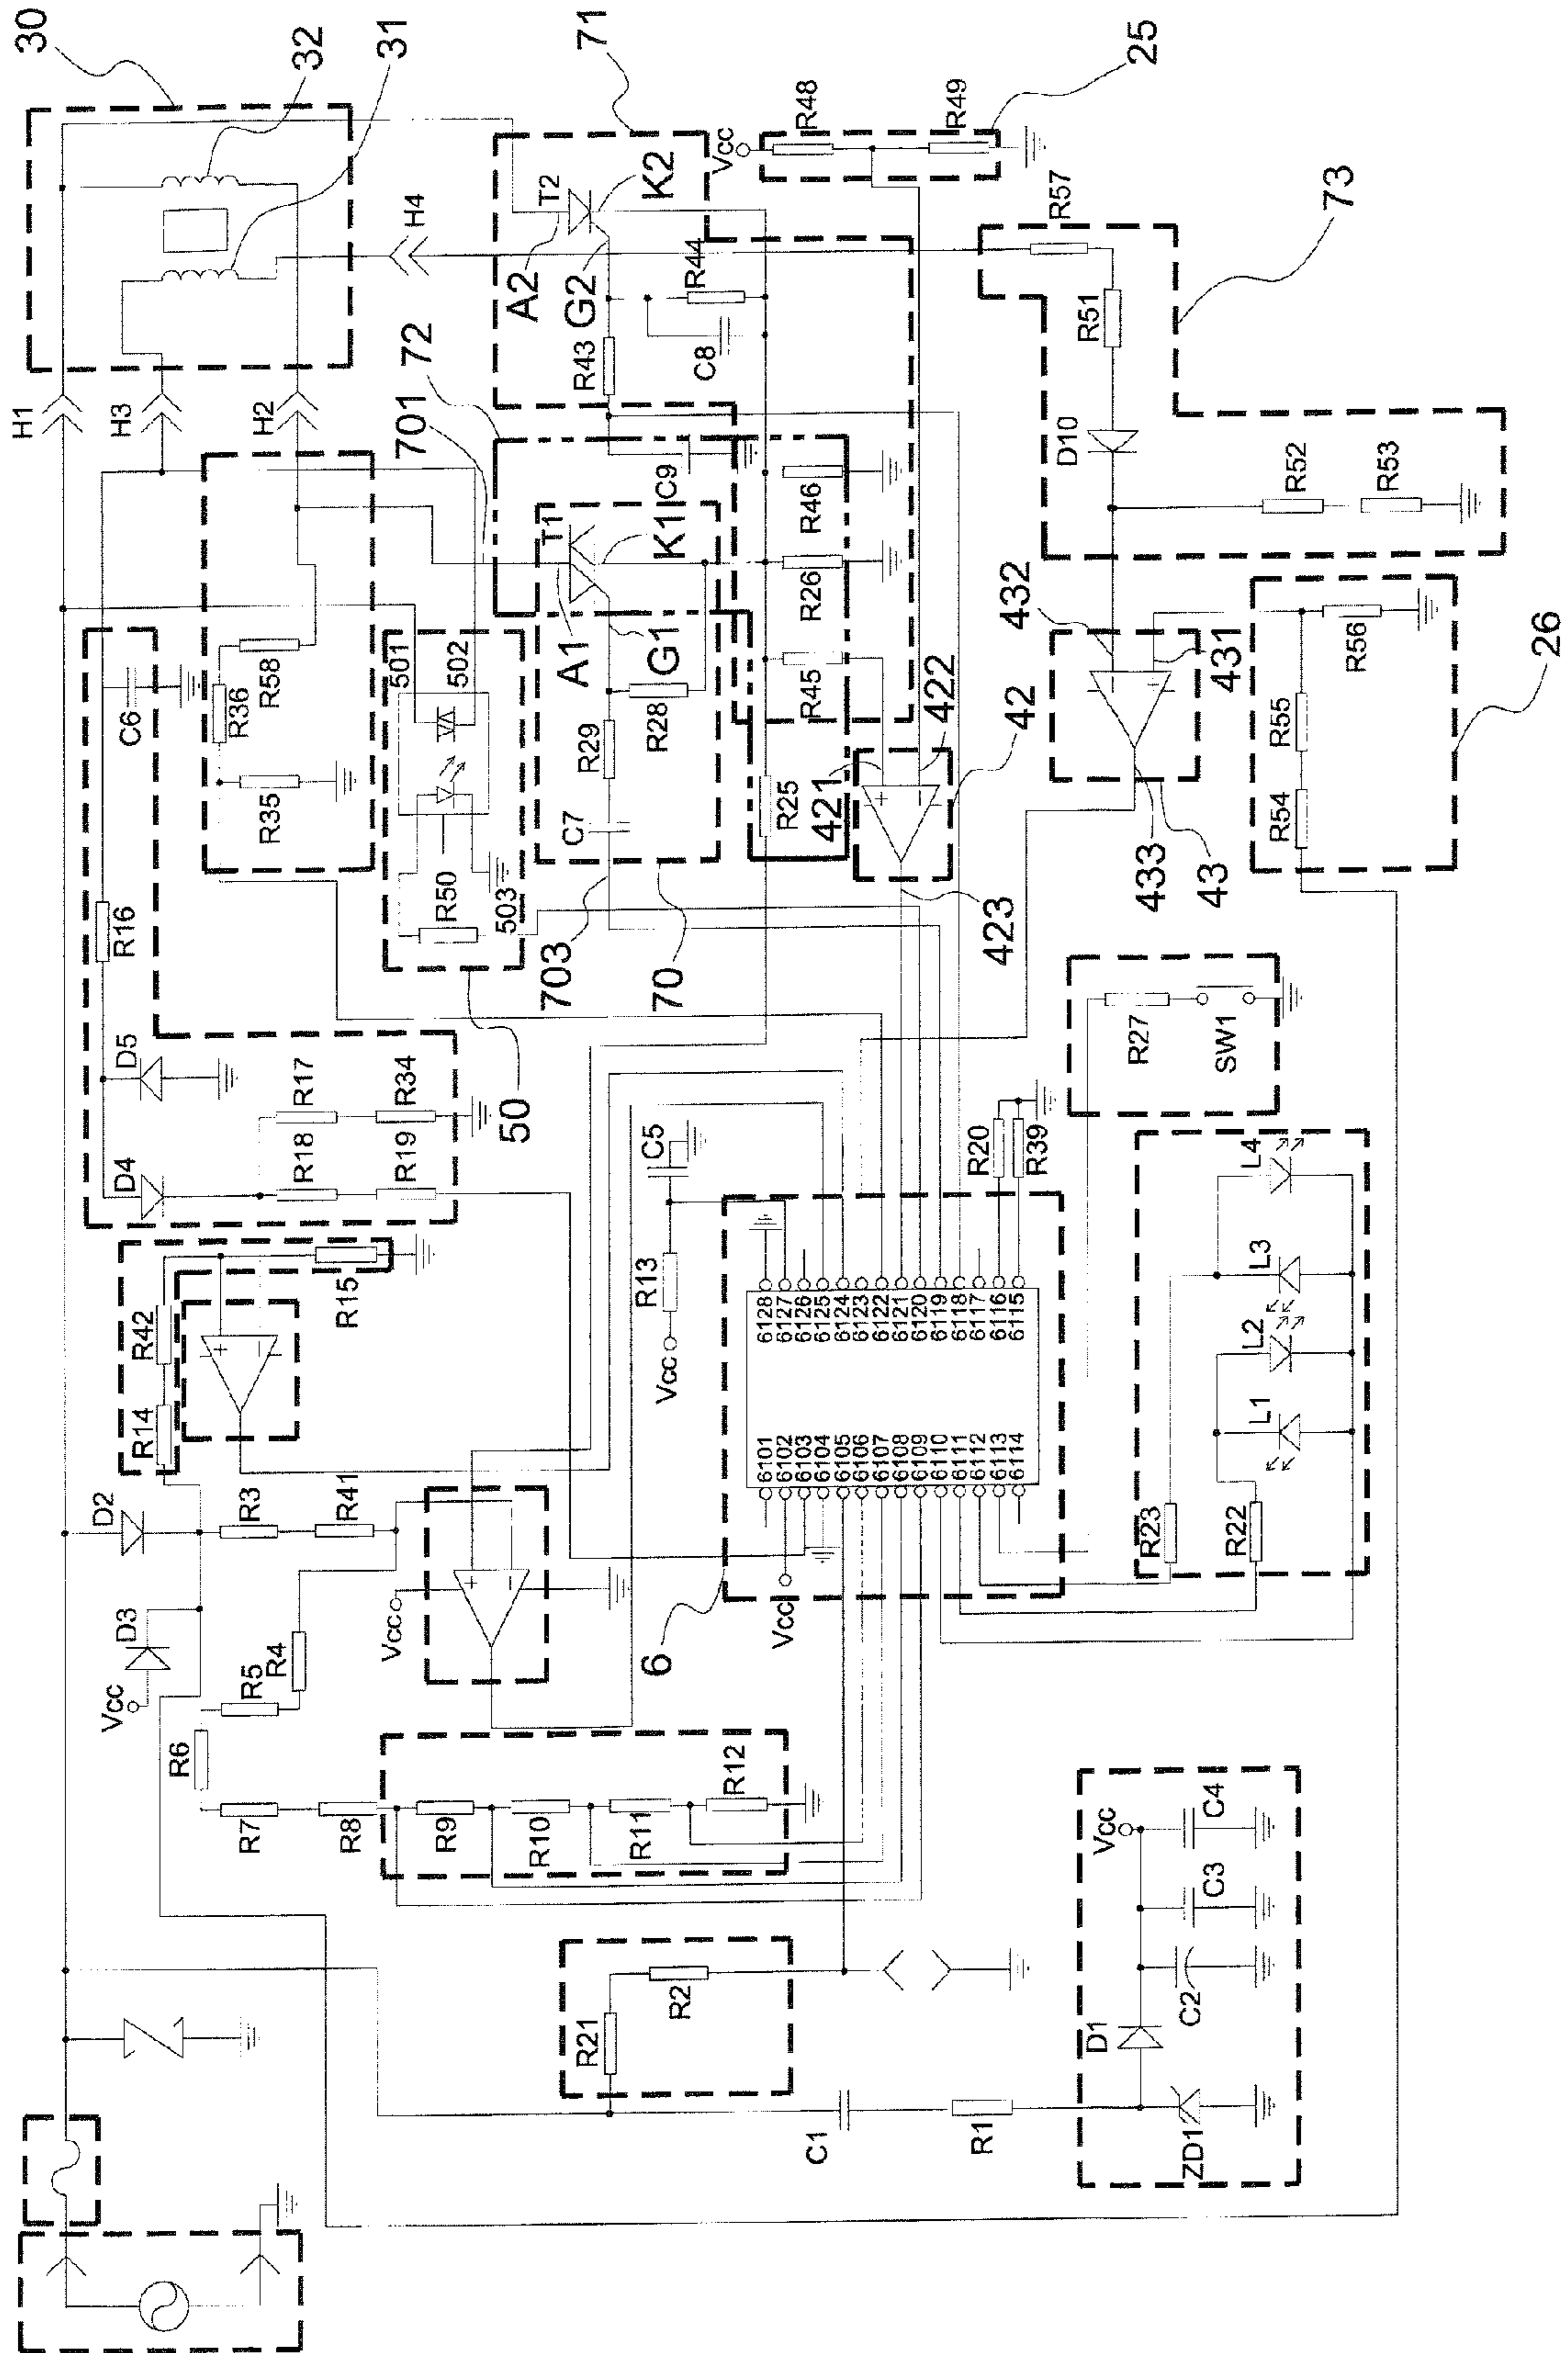 30
32
31
H1
H3
H2
H4
71
T2
K2
A2
G2
R43
R44
C8
72
701
Vcc
R48
R49
25
R57
R51
D10
R52
R53
73
R16
C6
R36
R58
R35
501
502
R50
503
50
T1
K1
C9
A1
G1
R29
R28
C7
703
70
R46
R26
R45
R25
421
422
42
423
432
431
433
43
R56
R55
R54
26
D5
D4
R17
R34
R18
R19
R42
R14
R15
D2
R3
R41
D3
Vcc
R5
R4
R6
R7
R8
R9
R10
R11
R12
Vcc
C5
R13
Vcc
R20
R39
R27
SW1
6
Vcc
6128
6127
6126
6125
6124
6123
6122
6121
6120
6119
6118
6117
6116
6115
6101
6102
6103
6104
6105
6106
6107
6108
6109
6110
6111
6112
6113
6114
L4
L3
L2
L1
R23
R22
R21
R2
C1
R1
ZD1
D1
C2
C3
C4
Vcc